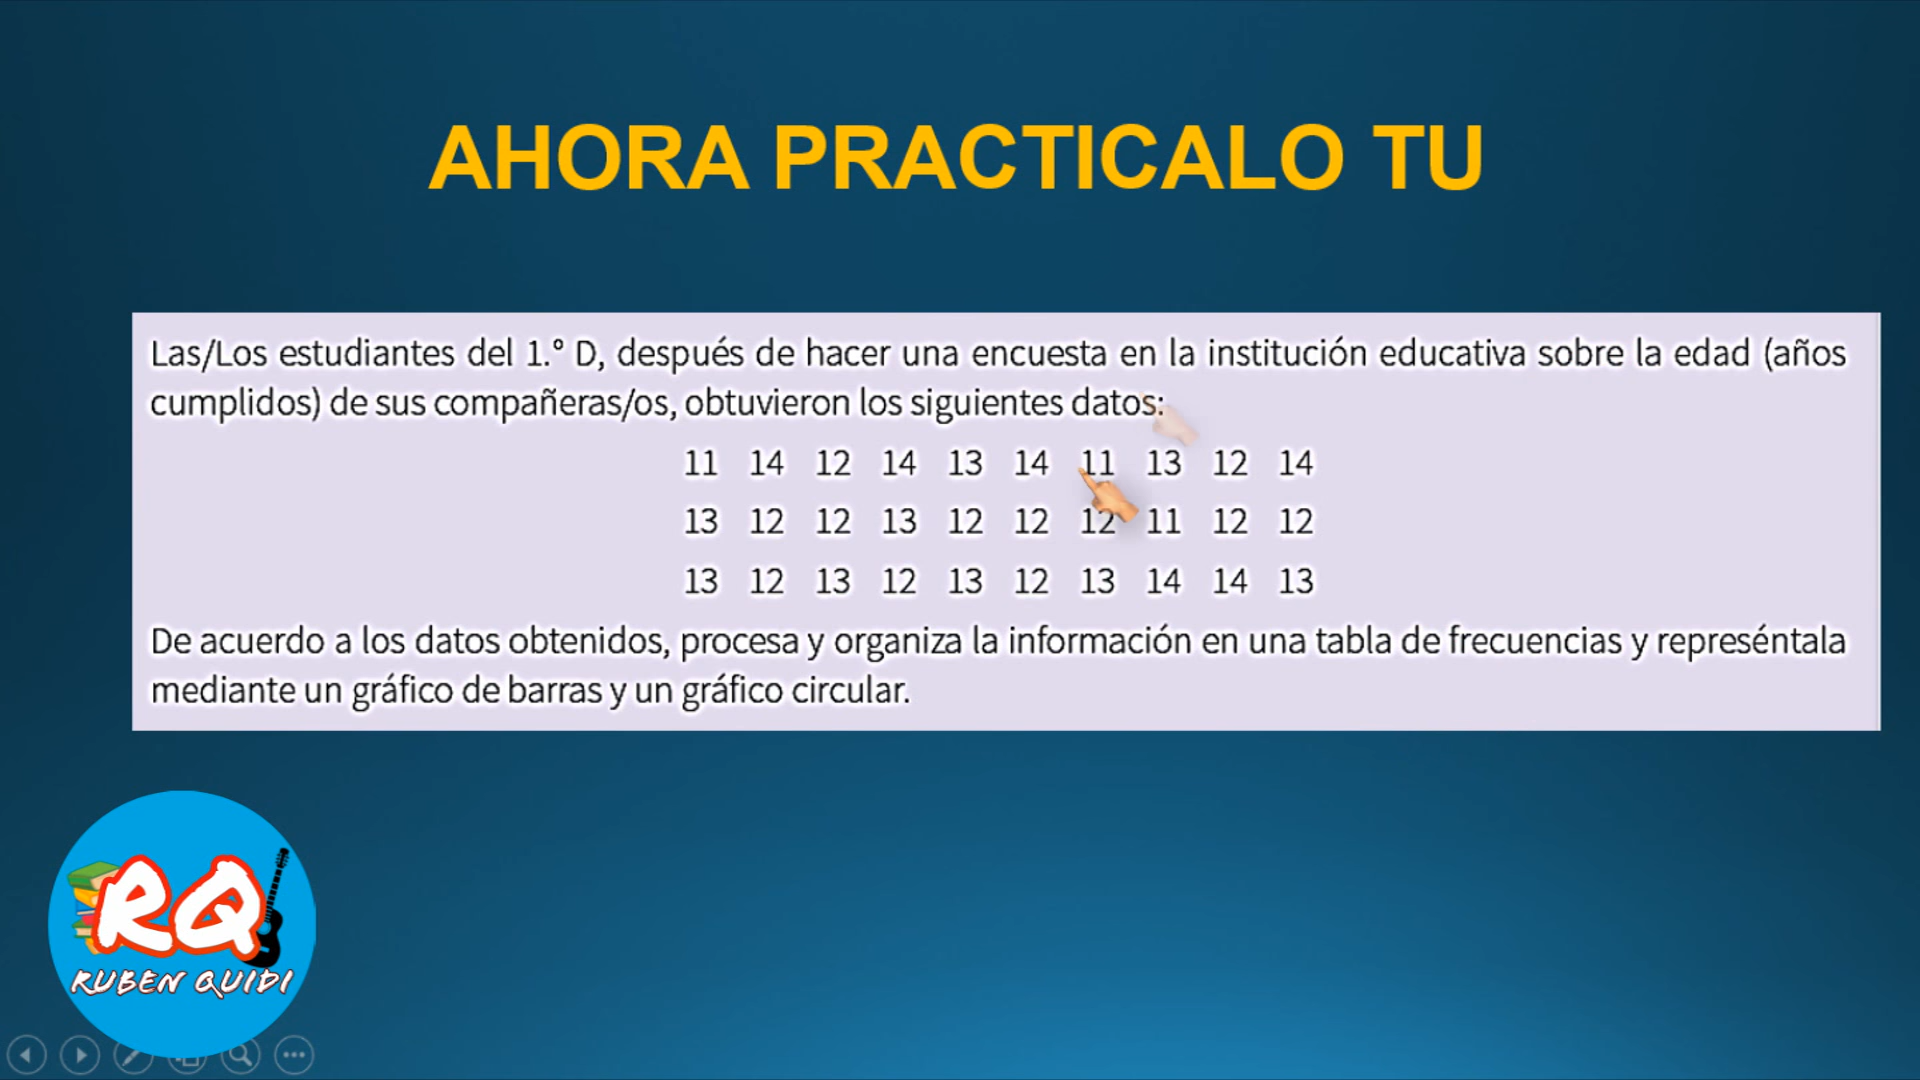 AHORA PRACTICALO TU
Las/Los estudiantes del 1.° D, después de hacer una encuesta en la institución educativa sobre la edad (años
cumplidos) de sus compañeras/os, obtuvieron los siguientes datos:
11 14 12 14 13 14 11 13 12 14
13 12 12 13 12 12 12 11 12 12
13 12 13 12 13 12 13 14 14 13
De acuerdo a los datos obtenidos, procesa y organiza la información en una tabla de frecuencias y represéntala
mediante un gráfico de barras y un gráfico circular.
RQ
RUBEN QUIDI